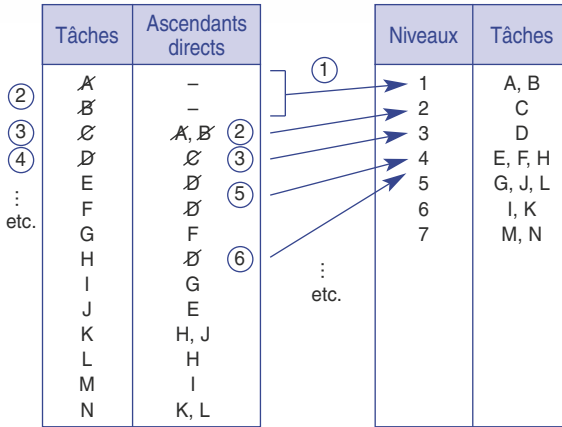 Tâches Ascendants directs Niveaux Tâches
A – ① 1 A, B
② B – 2 C
③ C A, B ② 3 D
④ D C ③ 4 E, F, H
E D 5 G, J, L
⋮ F D ⑤ 6 I, K
etc. G F 7 M, N
H D ⑥
I G ⋮
J E etc.
K H, J
L H
M I
N K, L